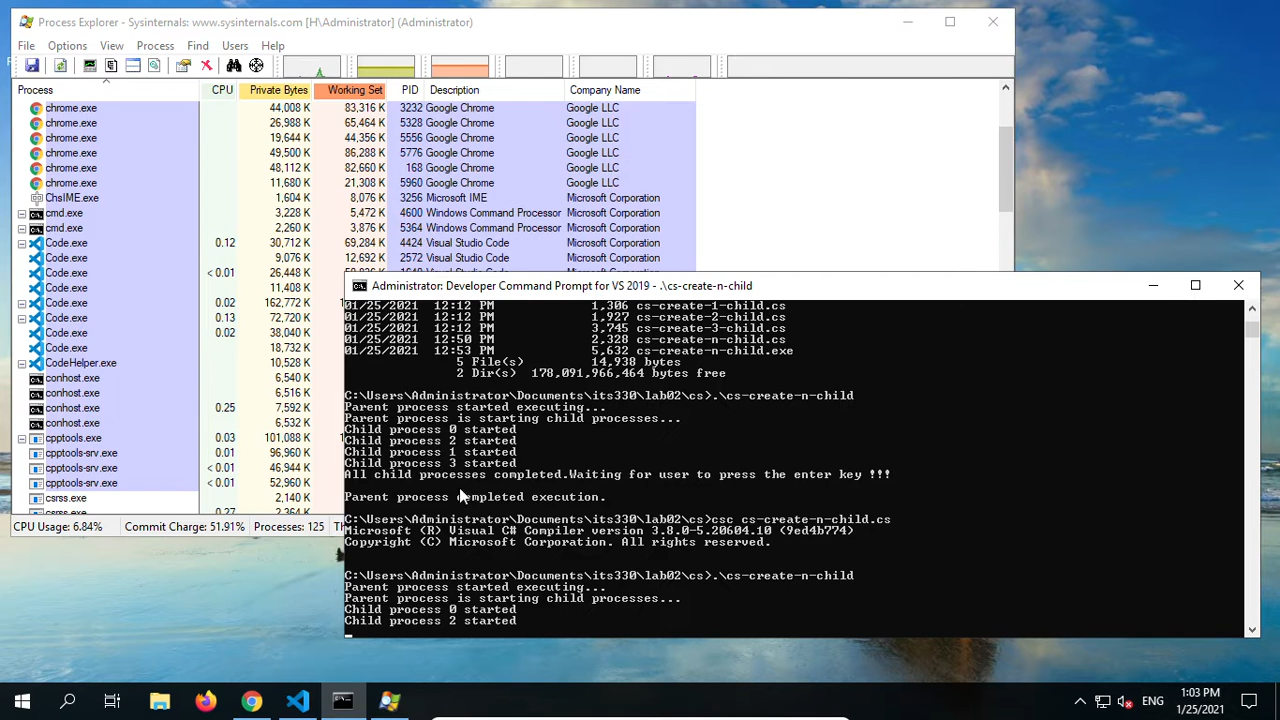 Process Explorer - Sysinternals: www.sysinternals.com [H\Administrator] (Administrator)
File Options View Process Find Users Help
Process CPU Private Bytes Working Set PID Description Company Name
chrome.exe 44,008 K 83,316 K 3232 Google Chrome Google LLC
chrome.exe 26,988 K 65,464 K 5328 Google Chrome Google LLC
chrome.exe 19,644 K 44,356 K 5556 Google Chrome Google LLC
chrome.exe 49,500 K 86,288 K 5776 Google Chrome Google LLC
chrome.exe 48,112 K 82,660 K 168 Google Chrome Google LLC
chrome.exe 11,680 K 21,308 K 5960 Google Chrome Google LLC
ChsIME.exe 1,604 K 8,076 K 3256 Microsoft IME Microsoft Corporation
cmd.exe 3,228 K 5,472 K 4600 Windows Command Processor Microsoft Corporation
cmd.exe 2,260 K 3,876 K 5364 Windows Command Processor Microsoft Corporation
Code.exe 0.12 30,712 K 69,284 K 4424 Visual Studio Code Microsoft Corporation
Code.exe 9,076 K 12,692 K 2572 Visual Studio Code Microsoft Corporation
Code.exe < 0.01 26,448 K
Code.exe 11,408 K
Code.exe 0.02 162,772 K
Code.exe 0.13 72,720 K
Code.exe 0.02 38,040 K
Code.exe 18,732 K
CodeHelper.exe 10,528 K
conhost.exe 6,540 K
conhost.exe 6,516 K
conhost.exe 0.25 7,592 K
conhost.exe 6,532 K
cpptools.exe 0.03 101,088 K
cpptools-srv.exe < 0.01 96,960 K
cpptools-srv.exe < 0.01 46,944 K
cpptools-srv.exe < 0.01 52,960 K
csrss.exe 2,140 K
csrss.exe 0.27
CPU Usage: 6.84% Commit Charge: 51.91% Processes: 125
Administrator: Developer Command Prompt for VS 2019 - .\cs-create-n-child
01/25/2021 12:12 PM 1,306 cs-create-1-child.cs
01/25/2021 12:12 PM 1,927 cs-create-2-child.cs
01/25/2021 12:12 PM 3,745 cs-create-3-child.cs
01/25/2021 12:50 PM 2,328 cs-create-n-child.cs
01/25/2021 12:53 PM 5,632 cs-create-n-child.exe
5 File(s) 14,938 bytes
2 Dir(s) 178,091,966,464 bytes free
C:\Users\Administrator\Documents\its330\lab02\cs>.\cs-create-n-child
Parent process started executing...
Parent process is starting child processes...
Child process 0 started
Child process 2 started
Child process 1 started
Child process 3 started
All child processes completed.Waiting for user to press the enter key !!!
Parent process completed execution.
C:\Users\Administrator\Documents\its330\lab02\cs>csc cs-create-n-child.cs
Microsoft (R) Visual C# Compiler version 3.8.0-5.20604.10 (9ed4b774)
Copyright (C) Microsoft Corporation. All rights reserved.
C:\Users\Administrator\Documents\its330\lab02\cs>.\cs-create-n-child
Parent process started executing...
Parent process is starting child processes...
Child process 0 started
Child process 2 started
ENG
1:03 PM
1/25/2021